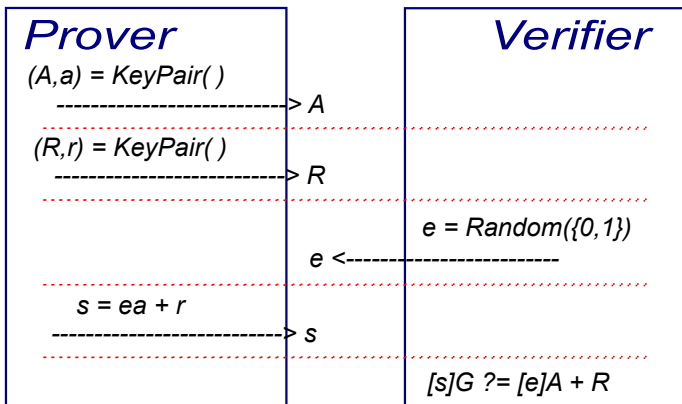 Prover Verifier
(A,a) = KeyPair( )
---------------------------> A
(R,r) = KeyPair( )
---------------------------> R
e = Random({0,1})
e <-------------------------
s = ea + r
---------------------------> s
[s]G ?= [e]A + R